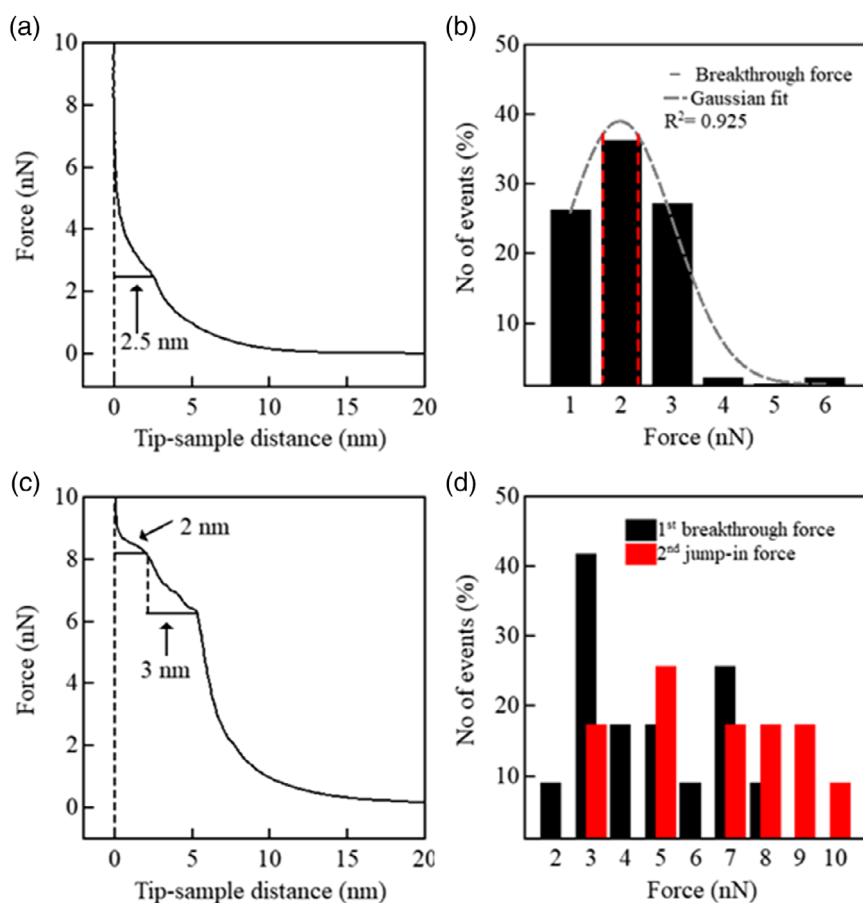 (a)
10
8
6
4
2
0
Force (nN)
2.5 nm
0 5 10 15 20
Tip-sample distance (nm)
(b)
50
40
30
20
10
No of events (%)
Breakthrough force
Gaussian fit
R²= 0.925
1 2 3 4 5 6
Force (nN)
(c)
10
8
6
4
2
0
Force (nN)
2 nm
3 nm
0 5 10 15 20
Tip-sample distance (nm)
(d)
50
40
30
20
10
No of events (%)
1st breakthrough force
2nd jump-in force
2 3 4 5 6 7 8 9 10
Force (nN)